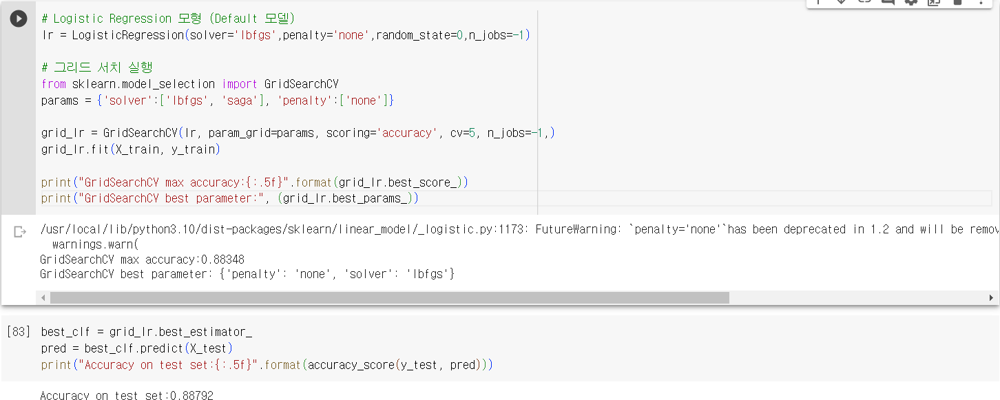 # Logistic Regression 모형 (Default 모델)
lr = LogisticRegression(solver='lbfgs',penalty='none',random_state=0,n_jobs=-1)
# 그리드 서치 실행
from sklearn.model_selection import GridSearchCV
params = {'solver':['lbfgs', 'saga'], 'penalty':['none']}
grid_lr = GridSearchCV(lr, param_grid=params, scoring='accuracy', cv=5, n_jobs=-1,)
grid_lr.fit(X_train, y_train)
print("GridSearchCV max accuracy:{:.5f}".format(grid_lr.best_score_))
print("GridSearchCV best parameter:", (grid_lr.best_params_))
/usr/local/lib/python3.10/dist-packages/sklearn/linear_model/_logistic.py:1173: FutureWarning: `penalty='none'`has been deprecated in 1.2 and will be
warnings.warn(
GridSearchCV max accuracy:0.88348
GridSearchCV best parameter: {'penalty': 'none', 'solver': 'lbfgs'}
[83] best_clf = grid_lr.best_estimator_
pred = best_clf.predict(X_test)
print("Accuracy on test set:{:.5f}".format(accuracy_score(y_test, pred)))
Accuracy on test set:0.88792